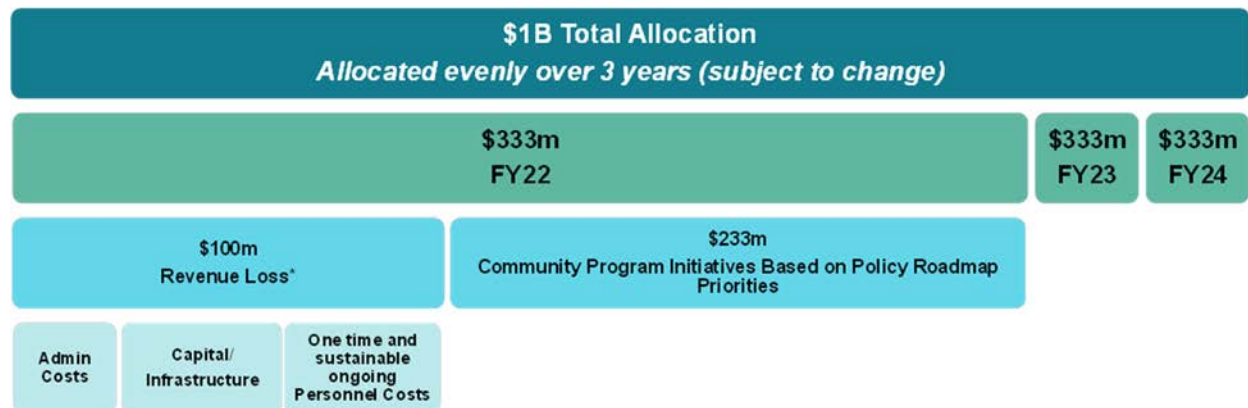 $1B Total Allocation
Allocated evenly over 3 years (subject to change)
$333m
FY22
$333m
FY23
$333m
FY24
$100m
Revenue Loss*
$233m
Community Program Initiatives Based on Policy Roadmap
Priorities
Admin
Costs
Capital/
Infrastructure
One time and
sustainable
ongoing
Personnel Costs